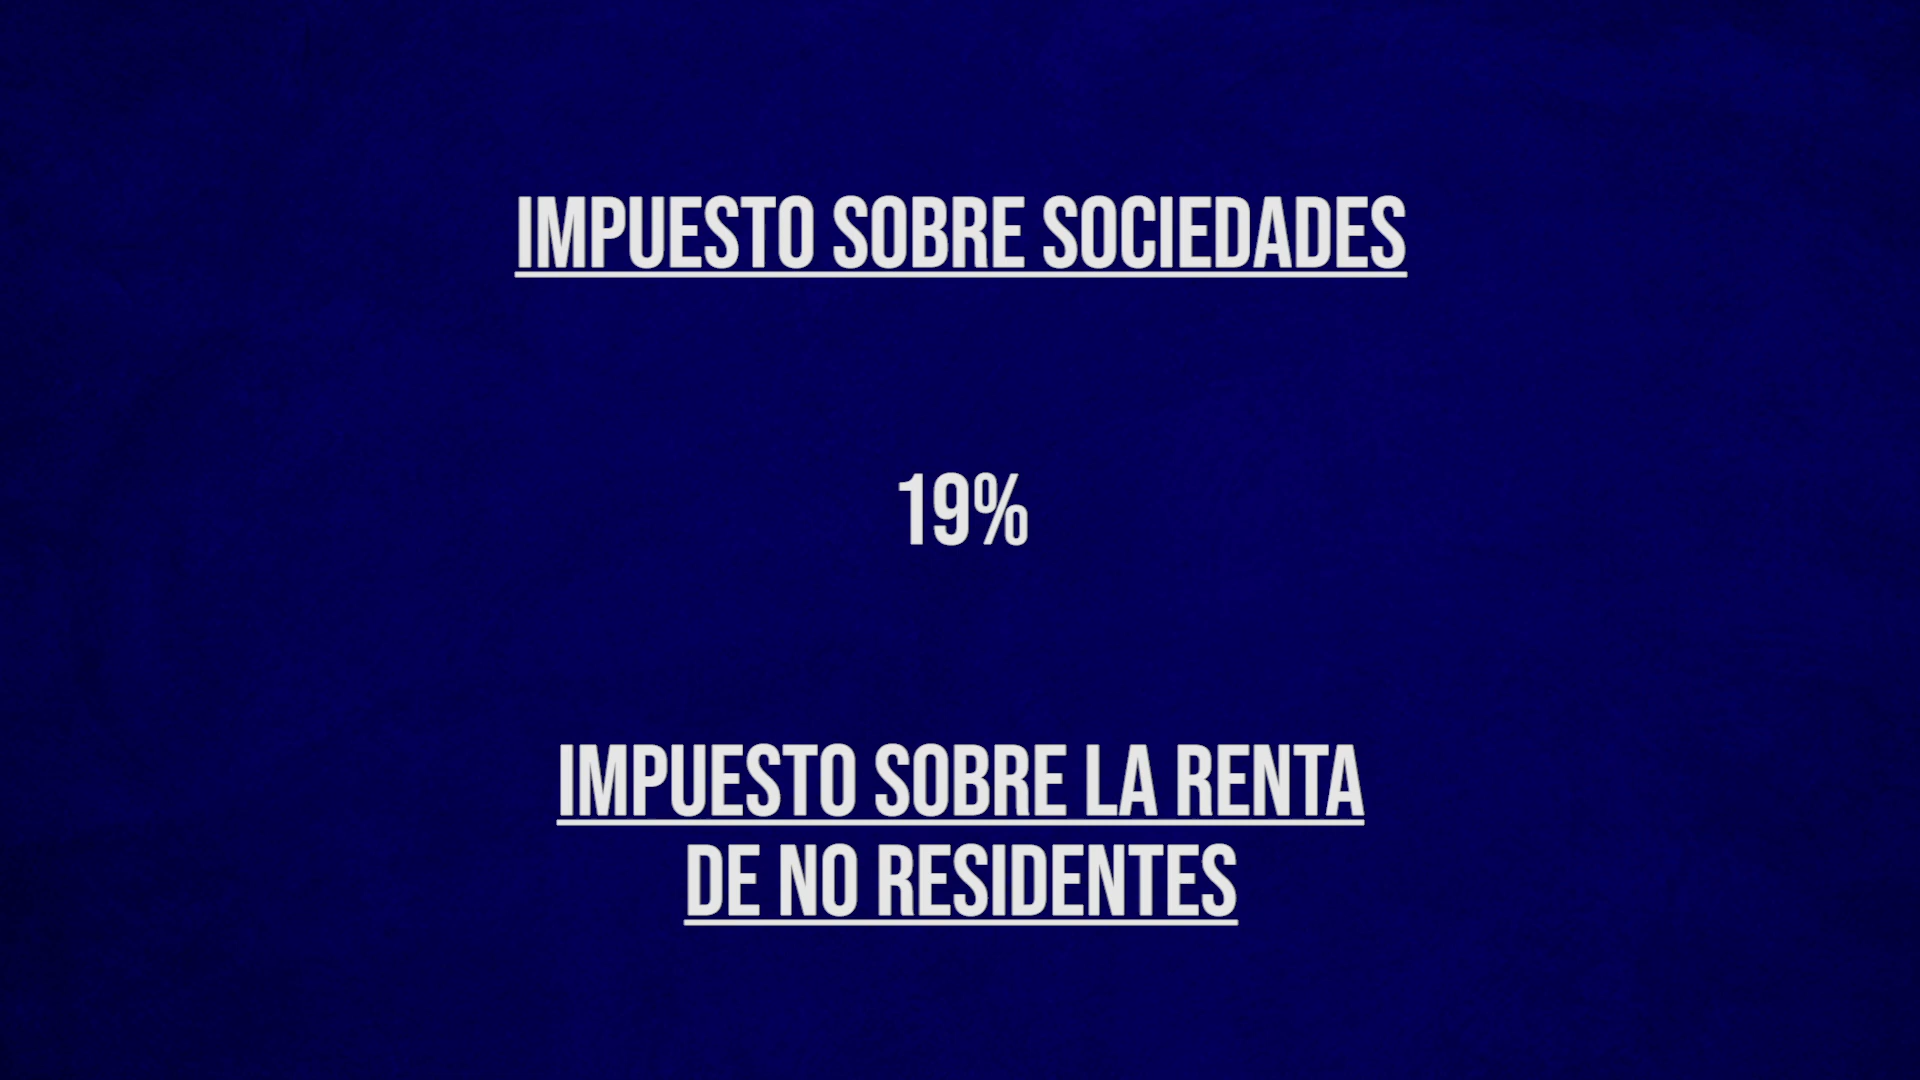 IMPUESTO SOBRE SOCIEDADES
19%
IMPUESTO SOBRE LA RENTA
DE NO RESIDENTES